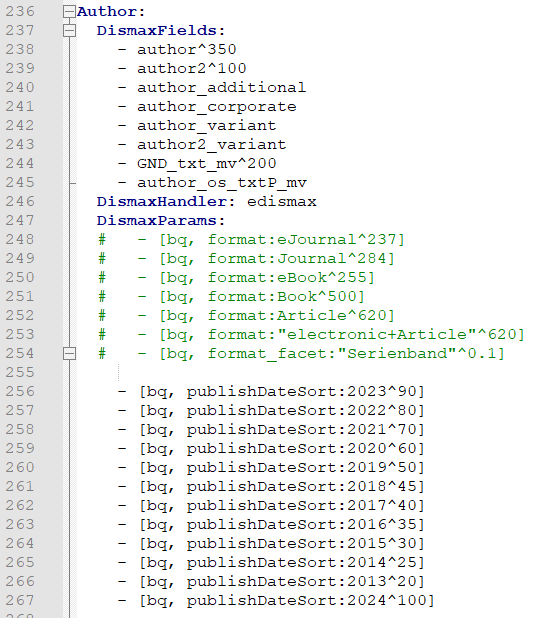 236 Author:
237   DismaxFields:
238     - author^350
239     - author2^100
240     - author_additional
241     - author_corporate
242     - author_variant
243     - author2_variant
244     - GND_txt_mv^200
245     - author_os_txtP_mv
246   DismaxHandler: edismax
247   DismaxParams:
248   #   - [bq, format:eJournal^237]
249   #   - [bq, format:Journal^284]
250   #   - [bq, format:eBook^255]
251   #   - [bq, format:Book^500]
252   #   - [bq, format:Article^620]
253   #   - [bq, format:"electronic+Article"^620]
254   #   - [bq, format_facet:"Serienband"^0.1]
255
256     - [bq, publishDateSort:2023^90]
257     - [bq, publishDateSort:2022^80]
258     - [bq, publishDateSort:2021^70]
259     - [bq, publishDateSort:2020^60]
260     - [bq, publishDateSort:2019^50]
261     - [bq, publishDateSort:2018^45]
262     - [bq, publishDateSort:2017^40]
263     - [bq, publishDateSort:2016^35]
264     - [bq, publishDateSort:2015^30]
265     - [bq, publishDateSort:2014^25]
266     - [bq, publishDateSort:2013^20]
267     - [bq, publishDateSort:2024^100]